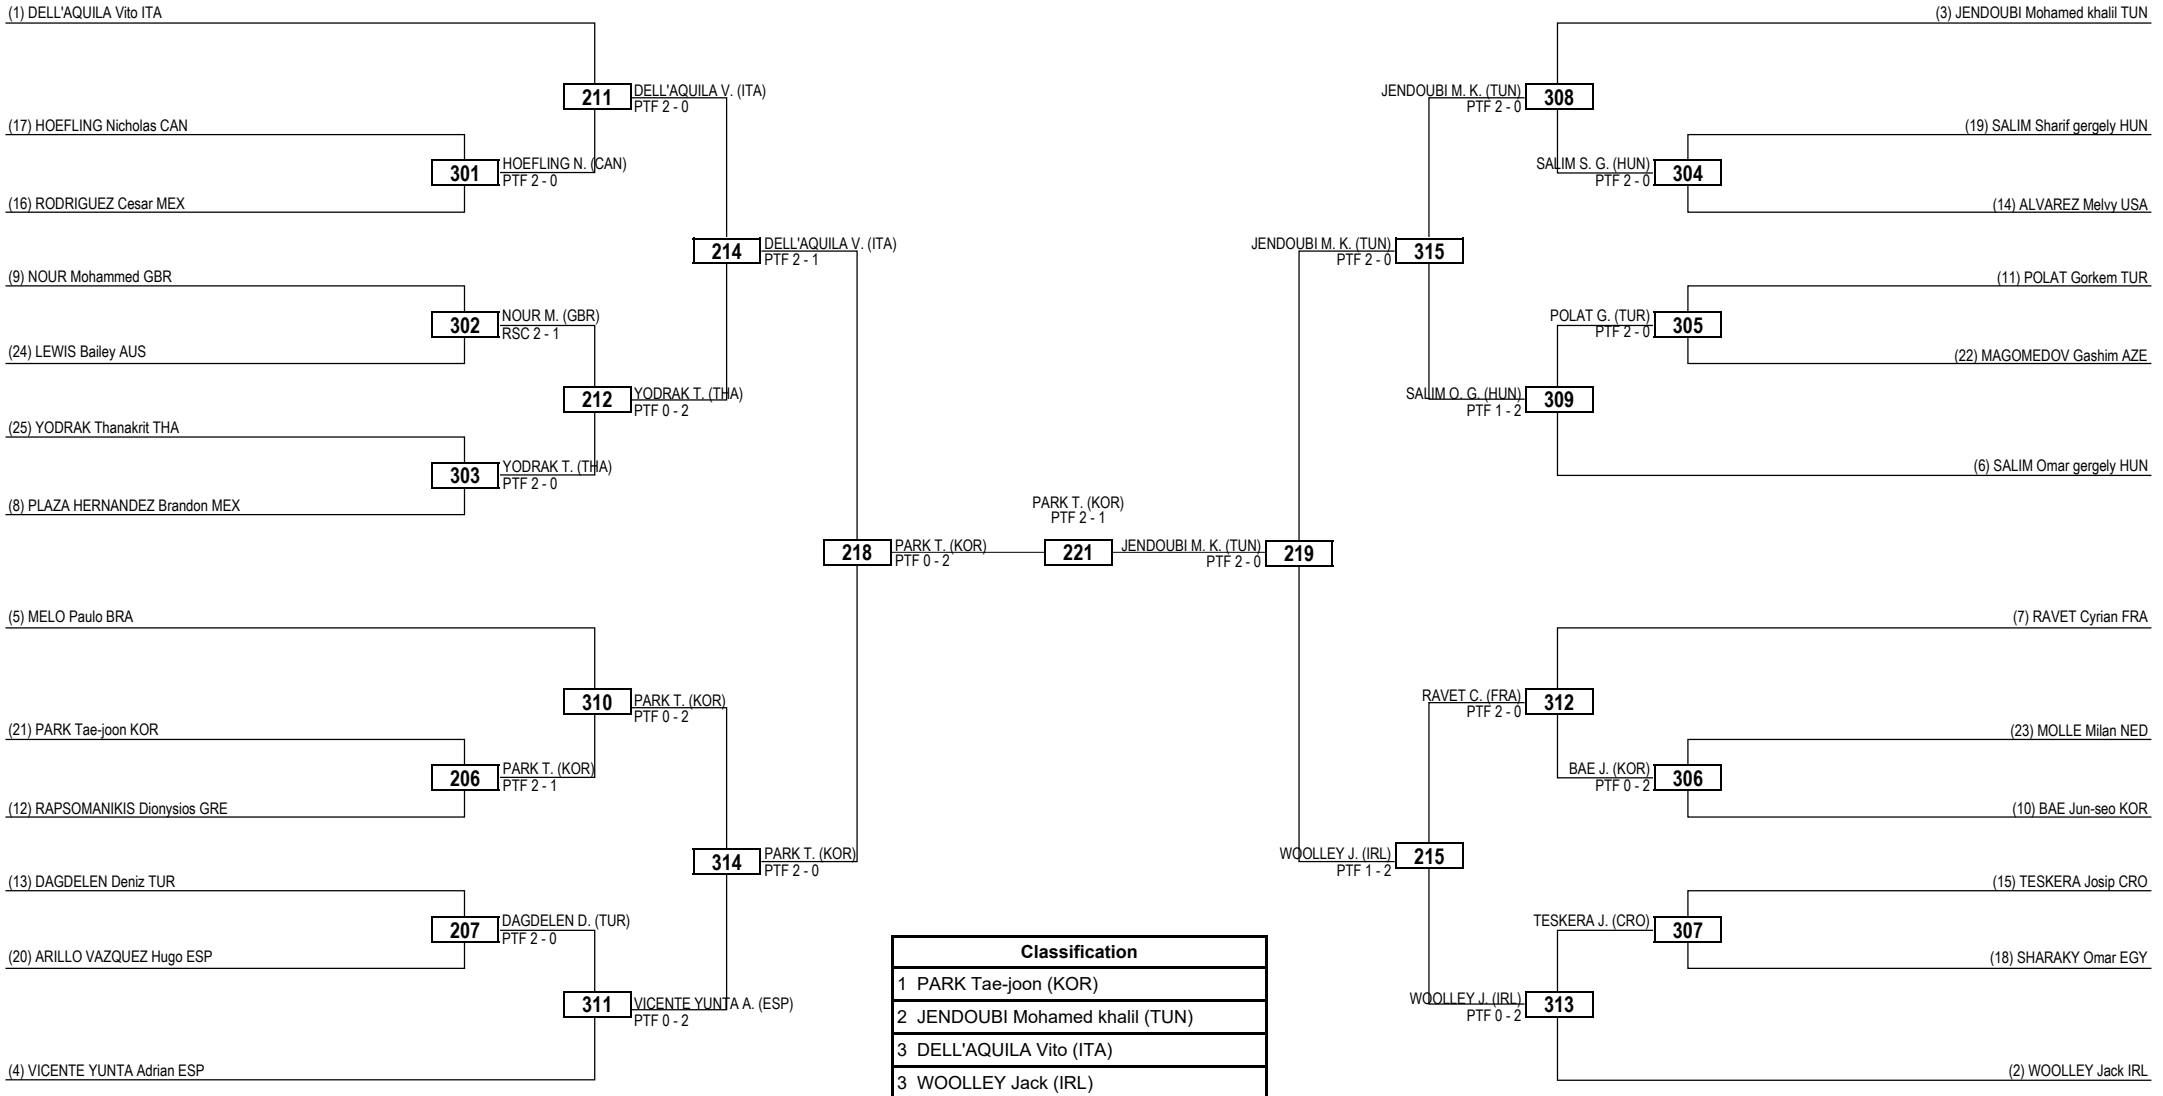 (1) DELL'AQUILA Vito ITA
211
DELL'AQUILA V. (ITA)
PTF 2 - 0
(17) HOEFLING Nicholas CAN
301
HOEFLING N. (CAN)
PTF 2 - 0
(16) RODRIGUEZ Cesar MEX
214
DELL'AQUILA V. (ITA)
PTF 2 - 1
(9) NOUR Mohammed GBR
302
NOUR M. (GBR)
RSC 2 - 1
(24) LEWIS Bailey AUS
212
YODRAK T. (THA)
PTF 0 - 2
(25) YODRAK Thanakrit THA
303
YODRAK T. (THA)
PTF 2 - 0
(8) PLAZA HERNANDEZ Brandon MEX
218
PARK T. (KOR)
PTF 0 - 2
(5) MELO Paulo BRA
310
PARK T. (KOR)
PTF 0 - 2
(21) PARK Tae-joon KOR
206
PARK T. (KOR)
PTF 2 - 1
(12) RAPSOMANIKIS Dionysios GRE
314
PARK T. (KOR)
PTF 2 - 0
(13) DAGDELEN Deniz TUR
207
DAGDELEN D. (TUR)
PTF 2 - 0
(20) ARILLO VAZQUEZ Hugo ESP
311
VICENTE YUNTA A. (ESP)
PTF 0 - 2
(4) VICENTE YUNTA Adrian ESP
PARK T. (KOR)
PTF 2 - 1
221
(3) JENDOUBI Mohamed khalil TUN
JENDOUBI M. K. (TUN)
PTF 2 - 0
308
(19) SALIM Sharif gergely HUN
SALIM S. G. (HUN)
PTF 2 - 0
304
(14) ALVAREZ Melvy USA
JENDOUBI M. K. (TUN)
PTF 2 - 0
315
(11) POLAT Gorkem TUR
POLAT G. (TUR)
PTF 2 - 0
305
(22) MAGOMEDOV Gashim AZE
SALIM O. G. (HUN)
PTF 1 - 2
309
(6) SALIM Omar gergely HUN
JENDOUBI M. K. (TUN)
PTF 2 - 0
219
(7) RAVET Cyrian FRA
RAVET C. (FRA)
PTF 2 - 0
312
(23) MOLLE Milan NED
BAE J. (KOR)
PTF 0 - 2
306
(10) BAE Jun-seo KOR
WOOLLEY J. (IRL)
PTF 1 - 2
215
(15) TESKERA Josip CRO
TESKERA J. (CRO)
307
(18) SHARAKY Omar EGY
WOOLLEY J. (IRL)
PTF 0 - 2
313
(2) WOOLLEY Jack IRL
Classification
1 PARK Tae-joon (KOR)
2 JENDOUBI Mohamed khalil (TUN)
3 DELL'AQUILA Vito (ITA)
3 WOOLLEY Jack (IRL)